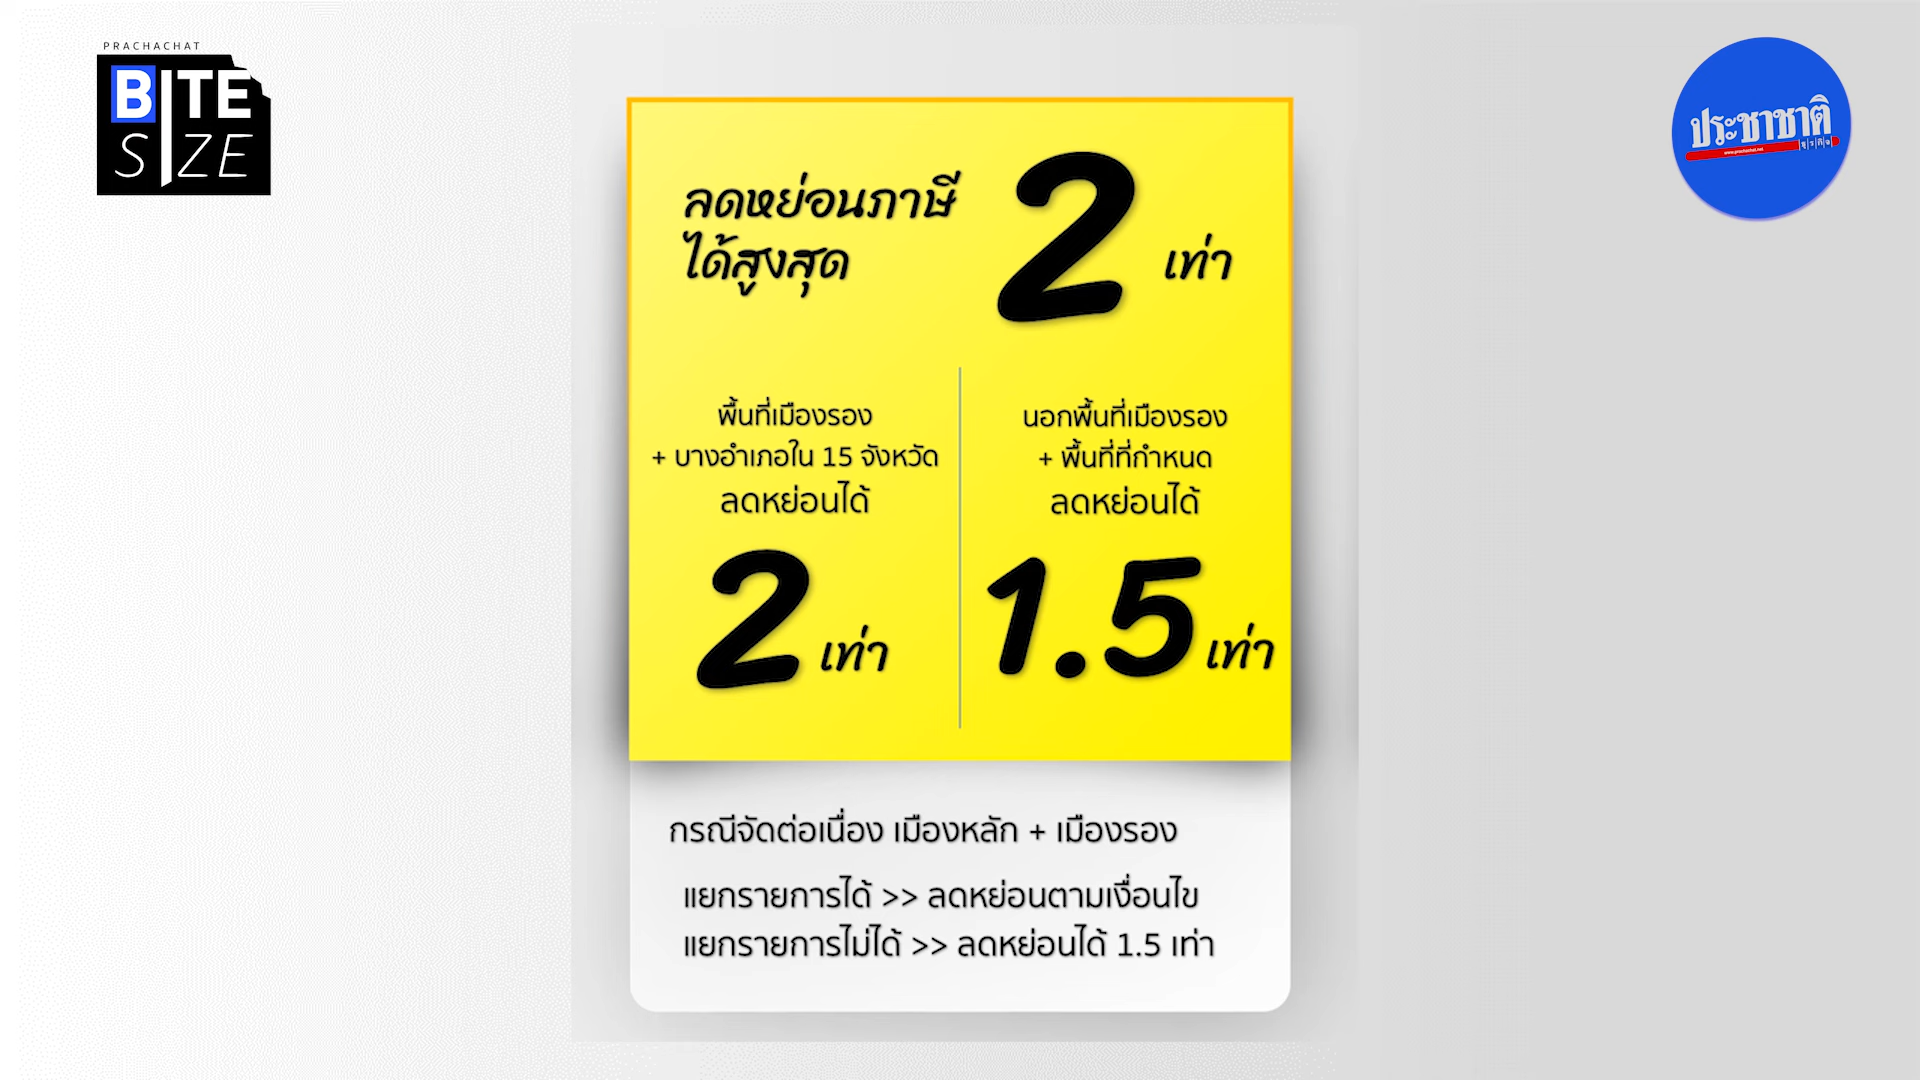 PRACHACHAT
BITE
SIZE
ประชาชาติ
ธุรกิจ
www.prachachat.net
ลดหย่อนภาษี
ได้สูงสุด
2 เท่า
พื้นที่เมืองรอง
+ บางอำเภอใน 15 จังหวัด
ลดหย่อนได้
2 เท่า
นอกพื้นที่เมืองรอง
+ พื้นที่ที่กำหนด
ลดหย่อนได้
1.5 เท่า
กรณีจัดต่อเนื่อง เมืองหลัก + เมืองรอง
แยกรายการได้ >> ลดหย่อนตามเงื่อนไข
แยกรายการไม่ได้ >> ลดหย่อนได้ 1.5 เท่า